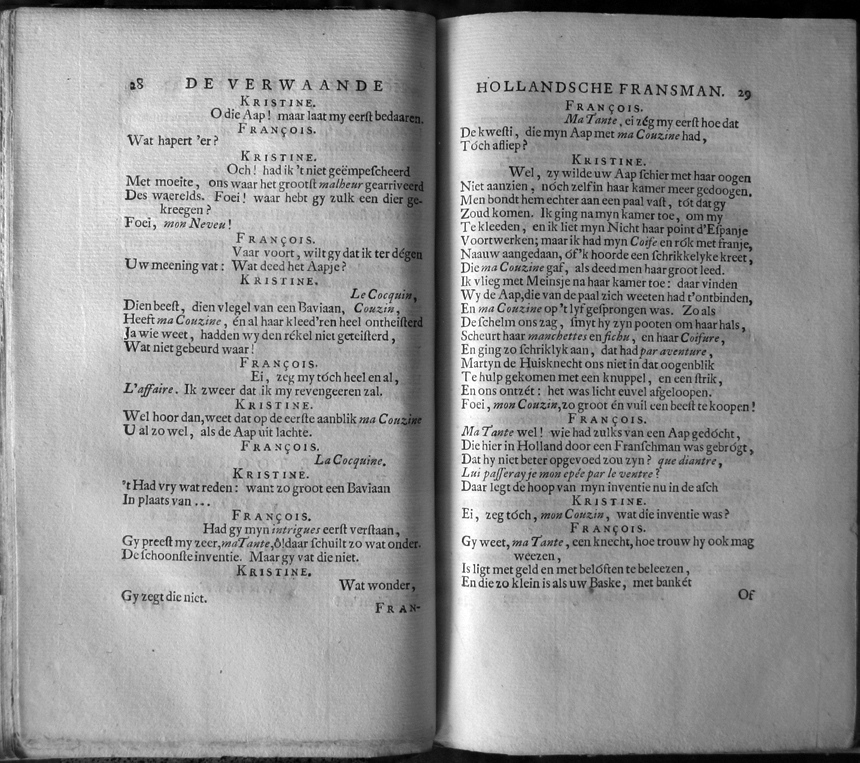 28 DE VERWAANDE
KRISTINE.
O die Aap! maar laat my eerſt bedaaren.
FRANÇOIS.
Wat hapert 'er?
KRISTINE.
Och! had ik 't niet geëmpeſcheerd
Met moeite, ons waar het grootſt malheur gearriveerd
Des waerelds. Foei! waar hebt gy zulk een dier ge-
kreegen?
Foei, mon Neveu!
FRANÇOIS.
Vaar voort, wilt gy dat ik ter dégen
Uw meening vat: Wat deed het Aapje?
KRISTINE.
Le Cocquin,
Dien beeſt, dien vlegel van een Baviaan, Couzin,
Heeft ma Couzine, én al haar kleed'ren heel ontheiſterd
Ja wie weet, hadden wy den rékel niet geteiſterd,
Wat niet gebeurd waar!
FRANÇOIS.
Ei, zeg my tóch heel en al,
L'affaire. Ik zweer dat ik my revengeeren zal.
KRISTINE.
Wel hoor dan, weet dat op de eerſte aanblik ma Couzine
U al zo wel, als de Aap uit lachte.
FRANÇOIS.
La Cocquine.
KRISTINE.
't Had vry wat reden: want zo groot een Baviaan
In plaats van ...
FRANÇOIS.
Had gy myn intrigues eerſt verſtaan,
Gy preeſt my zeer, ma Tante, ô! daar ſchuilt zo wat onder.
De ſchoonſte inventie. Maar gy vat die niet.
KRISTINE.
Wat wonder,
Gy zegt die niet.
FRAN-
HOLLANDSCHE FRANSMAN. 29
FRANÇOIS.
Ma Tante, ei zég my eerſt hoe dat
De kweſti, die myn Aap met ma Couzine had,
Tóch afliep?
KRISTINE.
Wel, zy wilde uw Aap ſchier met haar oogen
Niet aanzien, nóch zelf in haar kamer meer gedoogen.
Men bondt hem echter aan een paal vaſt, tót dat gy
Zoud komen. Ik ging na myn kamer toe, om my
Te kleeden, en ik liet myn Nicht haar point d'Eſpanje
Voortwerken; maar ik had myn Coife en rók met franje,
Naauw aangedaan, óf 'k hoorde een ſchrikkelyke kreet,
Die ma Couzine gaf, als deed men haar groot leed.
Ik vlieg met Meinsje na haar kamer toe: daar vinden
Wy de Aap, die van de paal zich weeten had t'ontbinden,
En ma Couzine op 't lyf geſprongen was. Zo als
De ſchelm ons zag, ſmyt hy zyn pooten om haar hals,
Scheurt haar manchettes en fichu, en haar Coifure,
En ging zo ſchriklyk aan, dat had par aventure,
Martyn de Huisknecht ons niet in dat oogenblik
Te hulp gekomen met een knuppel, en een ſtrik,
En ons ontzét: het was licht euvel afgeloopen.
Foei, mon Couzin, zo groot én vuil een beeſt te koopen!
FRANÇOIS.
Ma Tante wel! wie had zulks van een Aap gedócht,
Die hier in Holland door een Franſchman was gebrógt,
Dat hy niet beter opgevoed zou zyn? que diantre,
Lui paſſeray je mon epée par le ventre?
Daar legt de hoop van myn inventie nu in de aſch
KRISTINE.
Ei, zeg tóch, mon Couzin, wat die inventie was?
FRANÇOIS.
Gy weet, ma Tante, een knecht, hoe trouw hy ook mag
weezen,
Is ligt met geld en met belóften te beleezen,
En die zo klein is als uw Baske, met bankét
Of